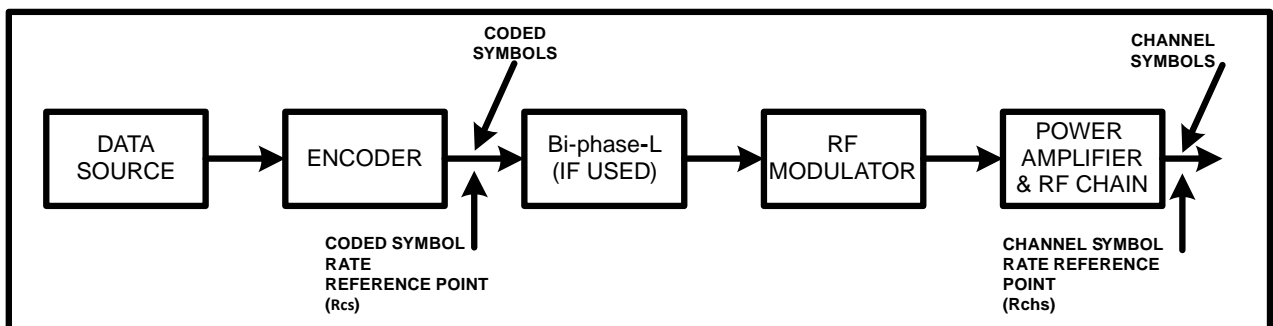 CODED
SYMBOLS
CHANNEL
SYMBOLS
DATA
SOURCE
ENCODER
Bi-phase-L
(IF USED)
RF
MODULATOR
POWER
AMPLIFIER
& RF CHAIN
CODED SYMBOL
RATE
REFERENCE POINT
(Rcs)
CHANNEL SYMBOL
RATE REFERENCE
POINT
(Rchs)